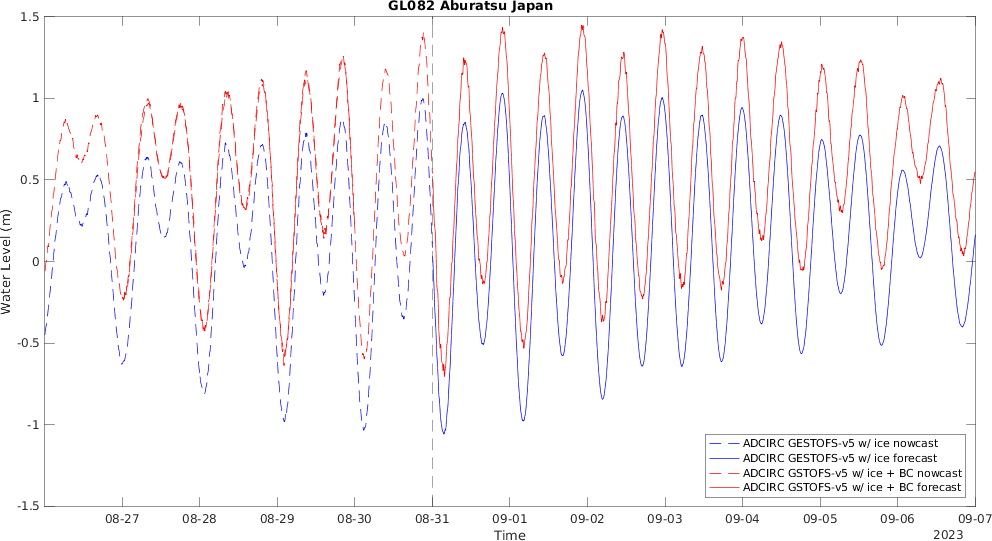 GL082 Aburatsu Japan
1.5
1
0.5
0
-0.5
-1
-1.5
Water Level (m)
ADCIRC GESTOFS-v5 w/ ice nowcast
ADCIRC GESTOFS-v5 w/ ice forecast
ADCIRC GSTOFS-v5 w/ ice + BC nowcast
ADCIRC GSTOFS-v5 w/ ice + BC forecast
08-27 08-28 08-29 08-30 08-31 09-01 09-02 09-03 09-04 09-05 09-06 09-07
Time
2023